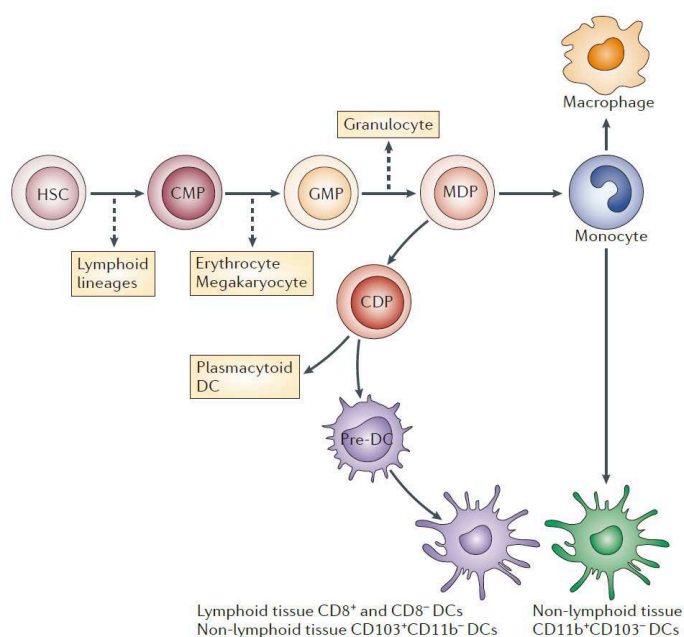 Macrophage
Granulocyte
HSC
CMP
GMP
MDP
Monocyte
Lymphoid
lineages
Erythrocyte
Megakaryocyte
CDP
Plasmacytoid
DC
Pre-DC
Lymphoid tissue CD8⁺ and CD8⁻ DCs
Non-lymphoid tissue CD103⁺CD11b⁻ DCs
Non-lymphoid tissue
CD11b⁺CD103⁻ DCs